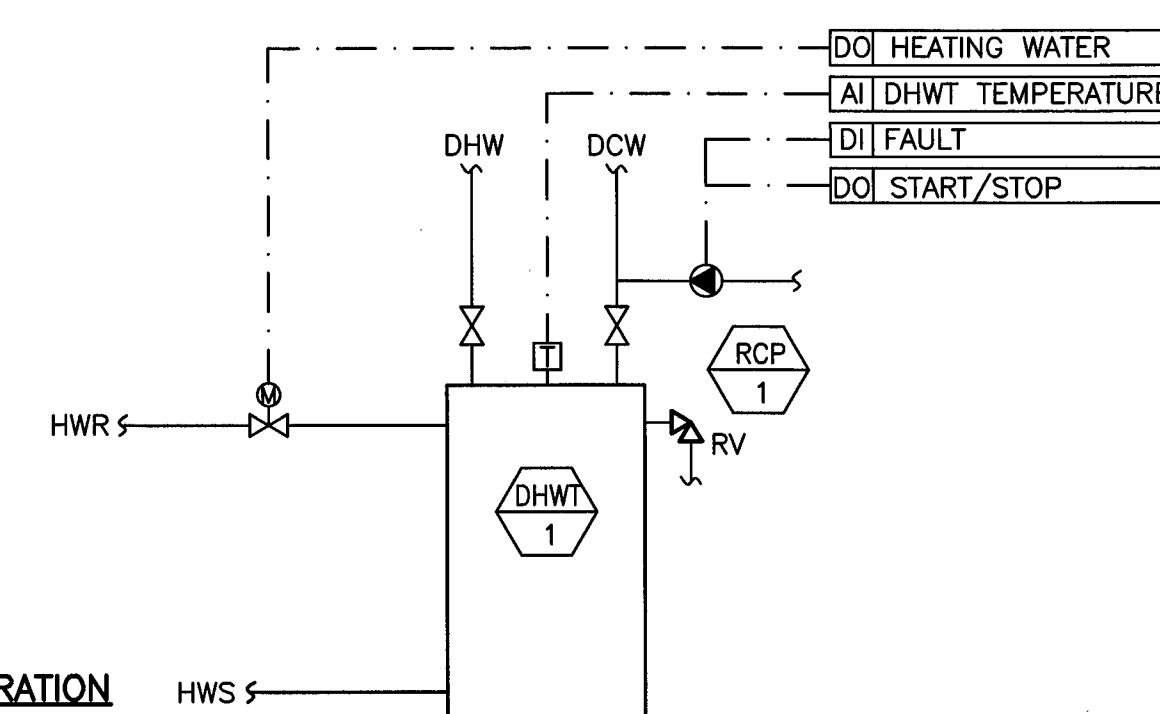 DO HEATING WATER
AI DHWT TEMPERATURE
DHW
DCW
DI FAULT
DO START/STOP
T
RCP
1
M
HWR
RV
DHWT
1
RATION
HWS